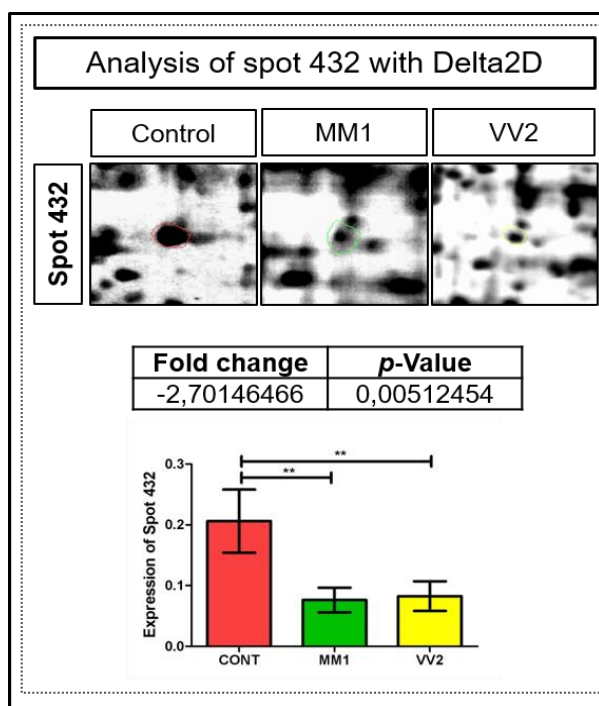 Analysis of spot 432 with Delta2D
Control
MM1
VV2
Spot 432
Fold change
p-Value
-2,70146466
0,00512454
**
**
Expression of Spot 432
0.3
0.2
0.1
0.0
CONT
MM1
VV2